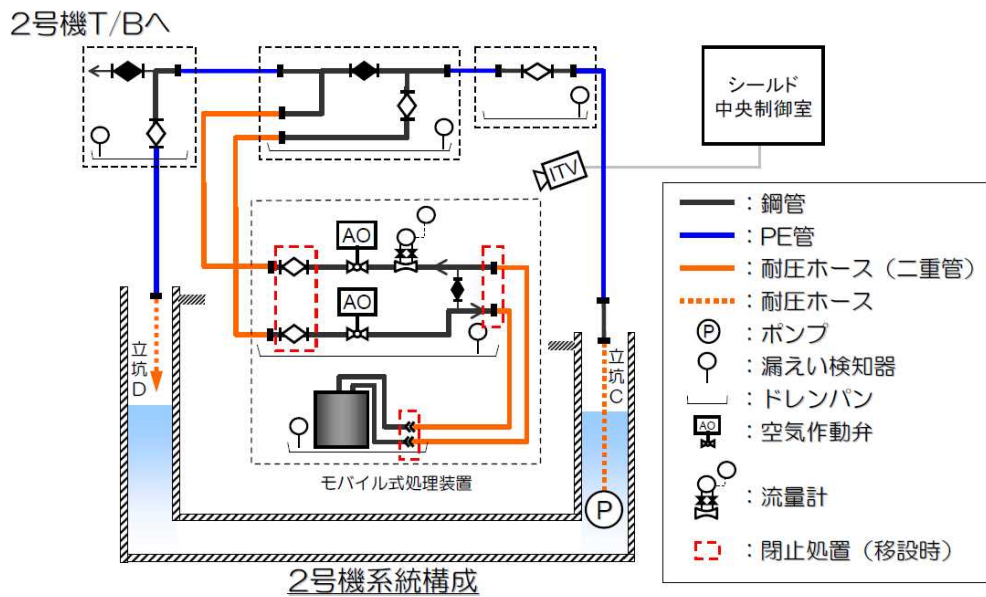 2号機T/Bへ
シールド
中央制御室
ITV
AO
AO
立坑D
立坑C
P
モバイル式処理装置
2号機系統構成
：鋼管
：PE管
：耐圧ホース（二重管）
：耐圧ホース
P：ポンプ
：漏えい検知器
：ドレンパン
AO：空気作動弁
：流量計
：閉止処置（移設時）